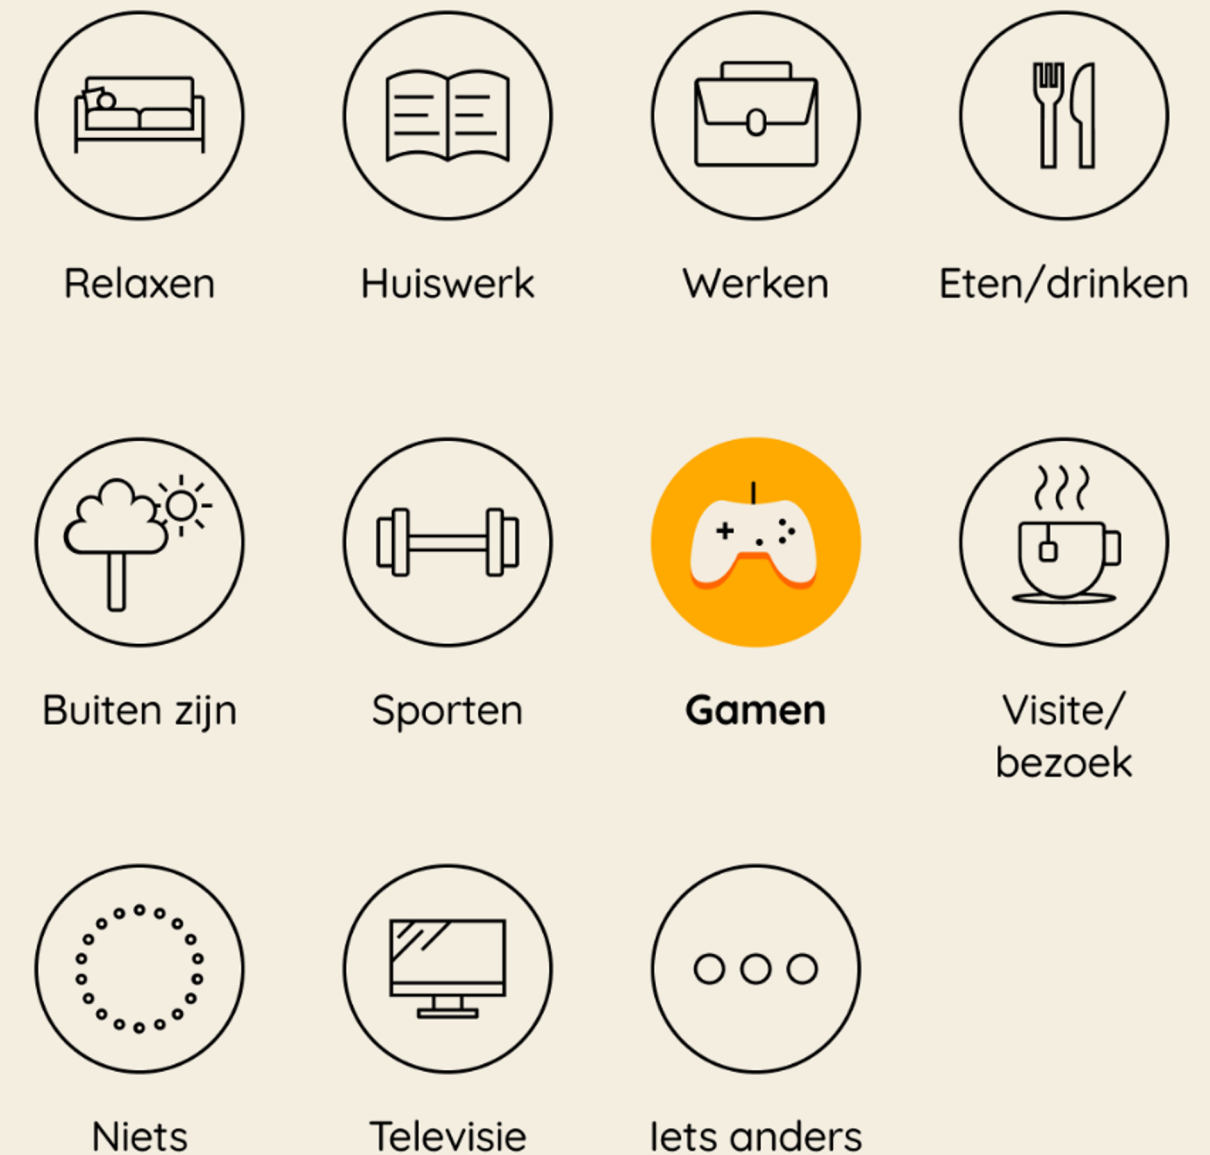 Relaxen
Huiswerk
Werken
Eten/drinken
Buiten zijn
Sporten
Gamen
Visite/
bezoek
Niets
Televisie
Iets anders